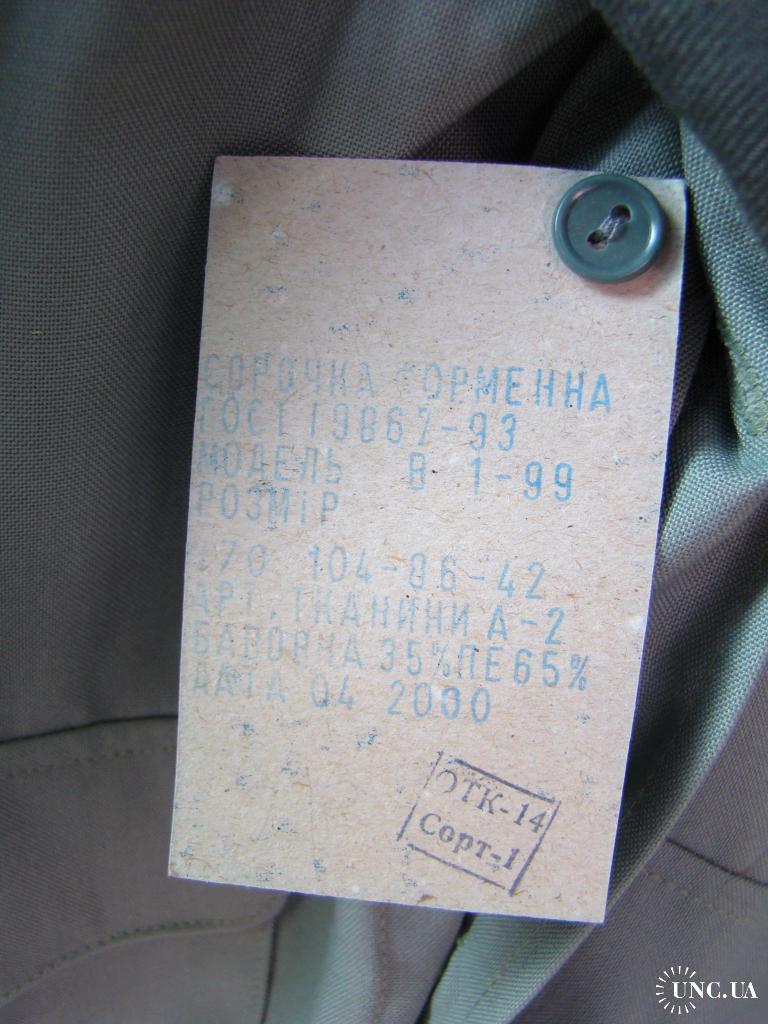 СОРОЧКА ФОРМЕННА
ГОСТ 19867-93
МОДЕЛЬ В 1-99
РОЗМІР
170 104-86-42
АРТ. ТКАНИНИ А-2
БАВОВНА 35% ПЕ 65%
ДАТА 04 2000
ОТК-14
Сорт-1
UNC.UA